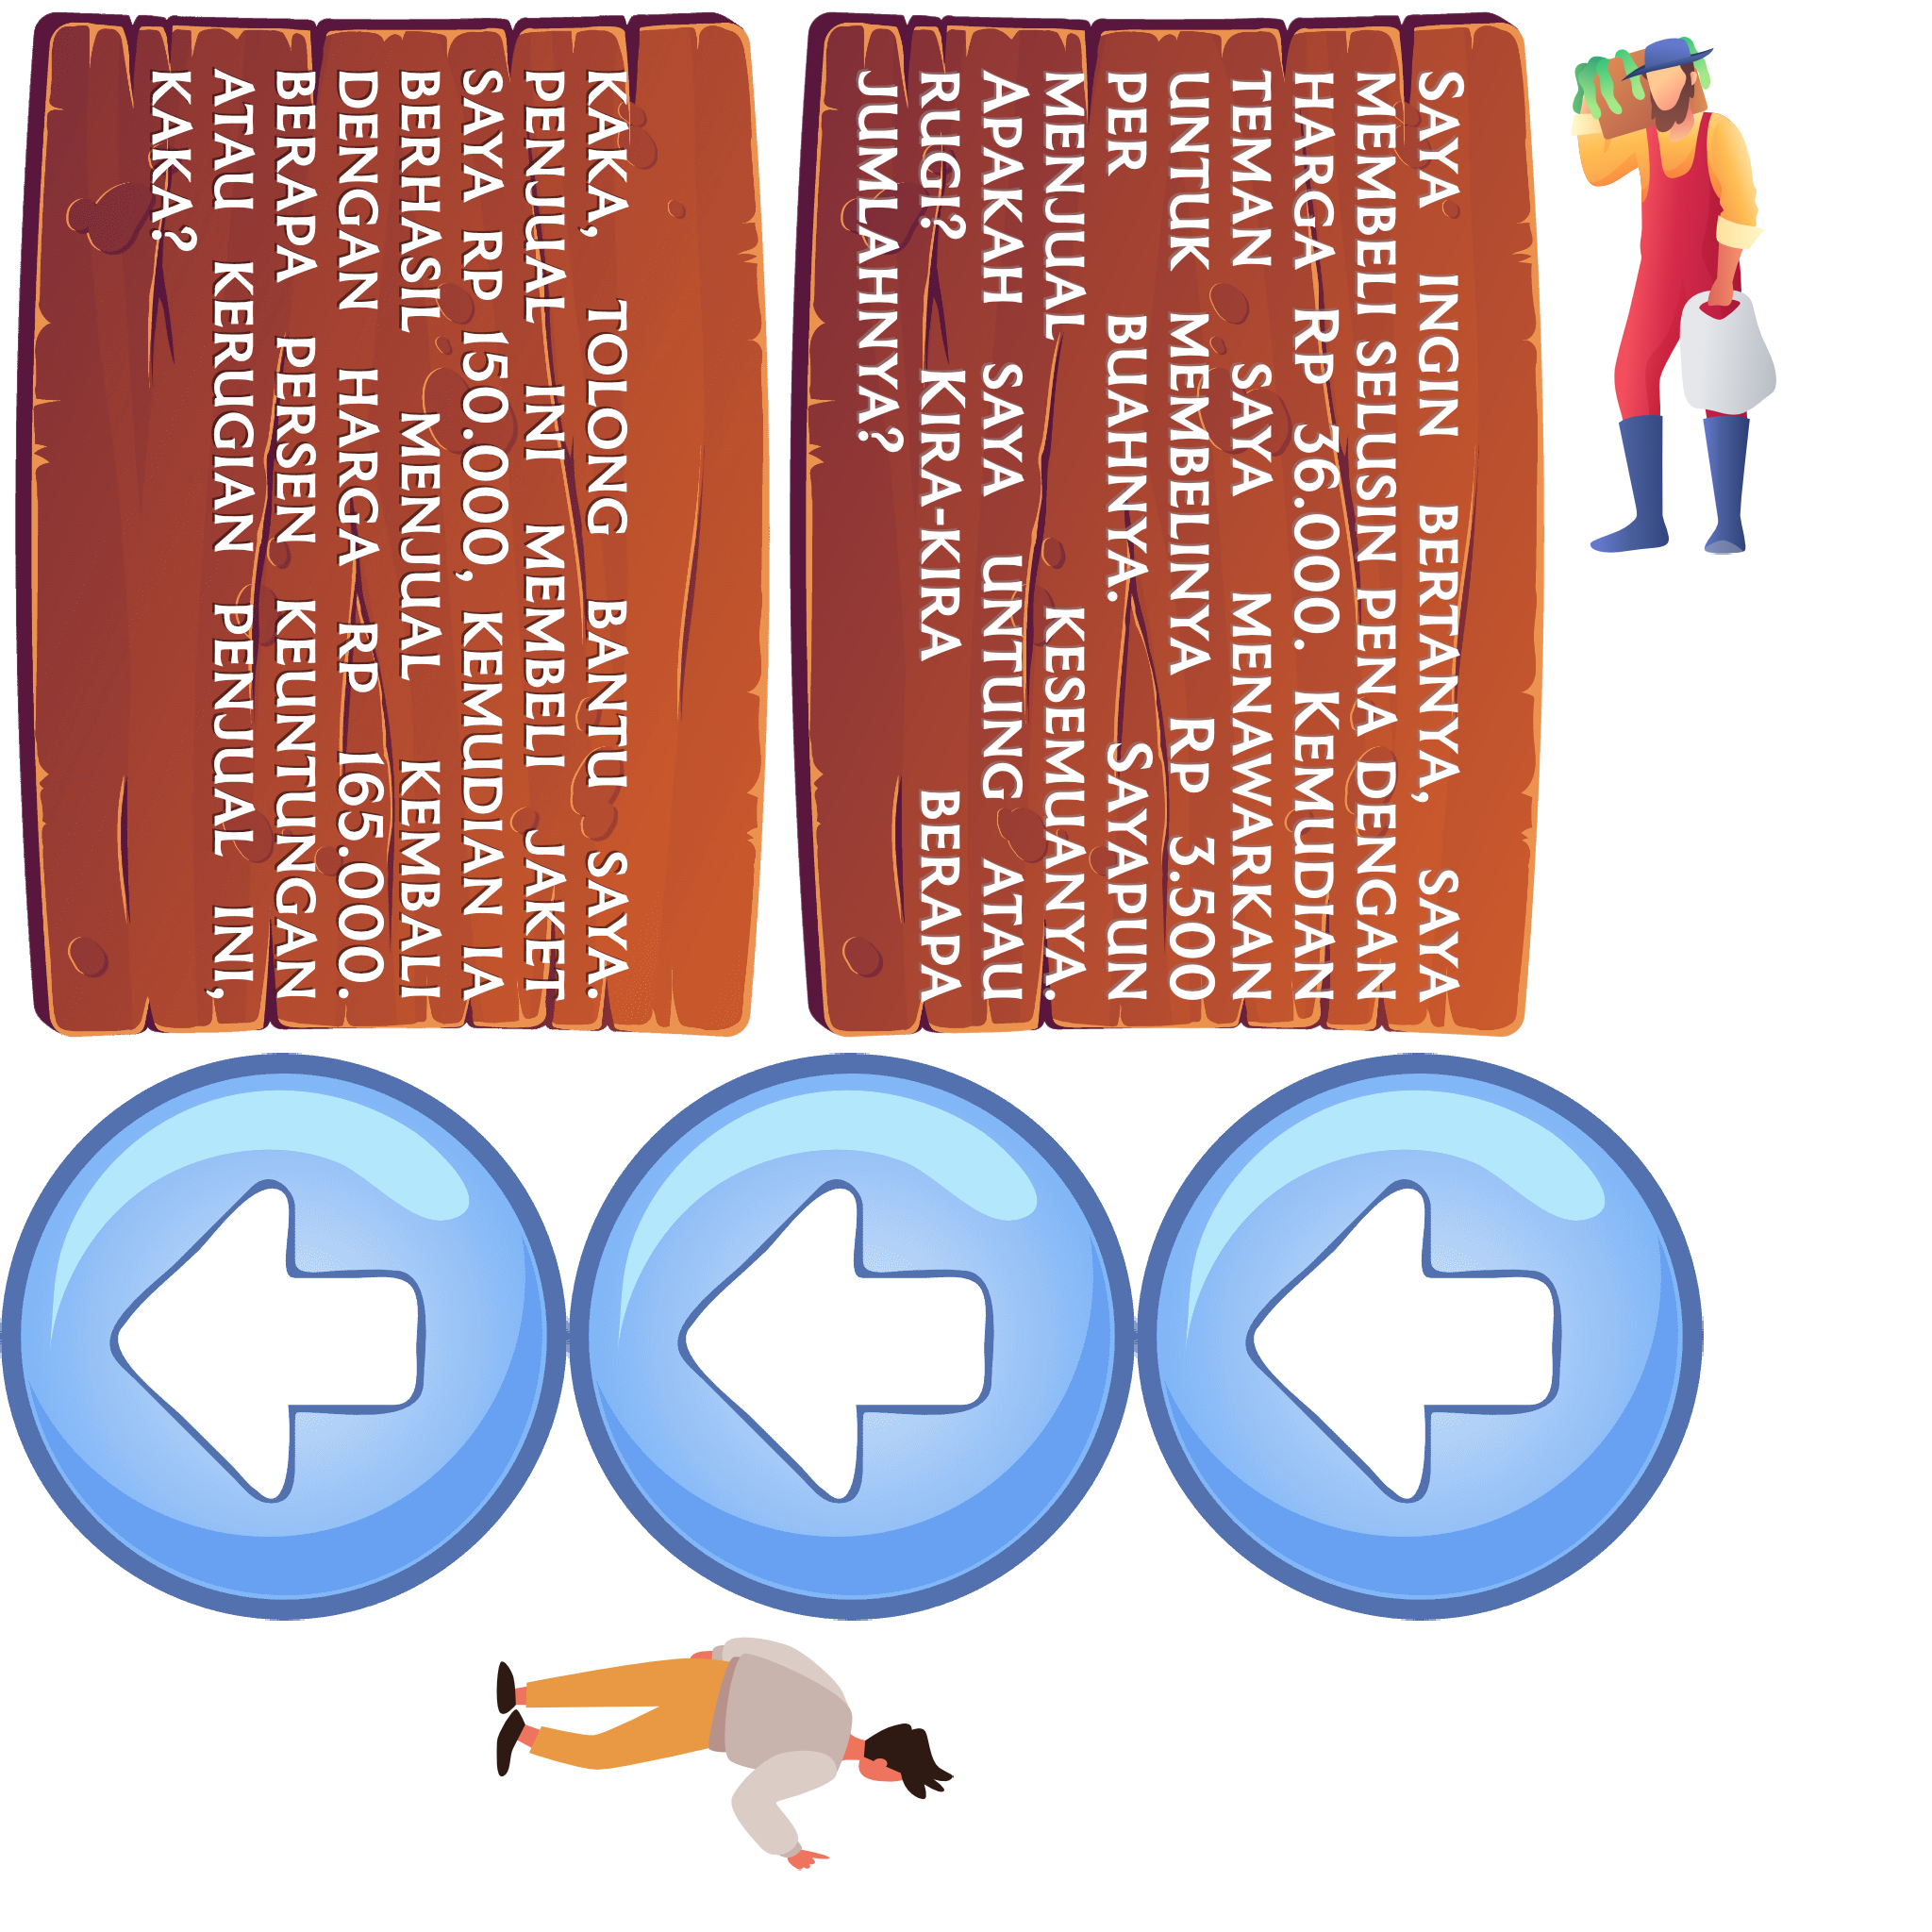 KAKA, TOLONG BANTU SAYA.
PENJUAL INI MEMBELI JAKET
SAYA RP 150.000, KEMUDIAN IA
BERHASIL MENJUAL KEMBALI
DENGAN HARGA RP 165.000.
BERAPA PERSEN KEUNTUNGAN
ATAU KERUGIAN PENJUAL INI,
KAKA?
SAYA INGIN BERTANYA, SAYA
MEMBELI SELUSIN PENA DENGAN
HARGA RP 36.000. KEMUDIAN
TEMAN SAYA MENAWARKAN
UNTUK MEMBELINYA RP 3.500
PER BUAHNYA. SAYAPUN
MENJUAL KESEMUANYA.
APAKAH SAYA UNTUNG ATAU
RUGI? KIRA-KIRA BERAPA
JUMLAHNYA?